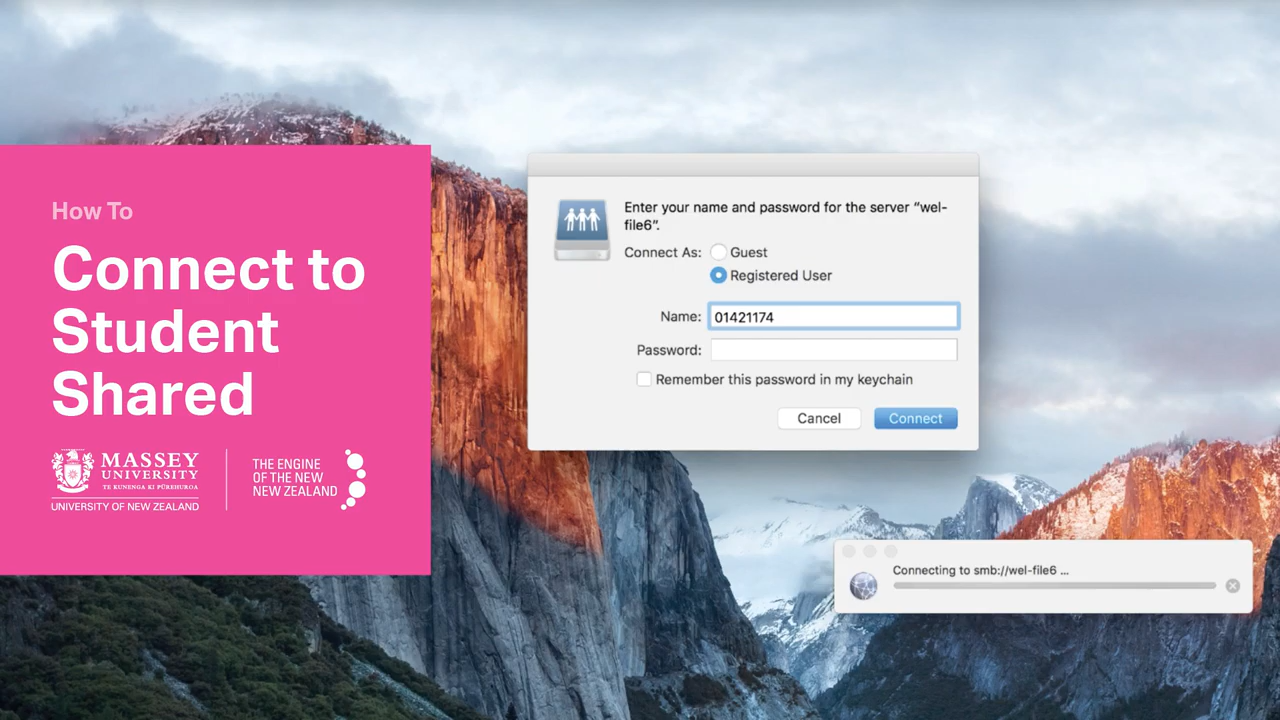 How To
Connect to
Student
Shared
MASSEY
UNIVERSITY
TE KUNENGA KI PŪREHUROA
UNIVERSITY OF NEW ZEALAND
THE ENGINE
OF THE NEW
NEW ZEALAND
Enter your name and password for the server “wel-
file6”.
Connect As: Guest
Registered User
Name: 01421174
Password:
Remember this password in my keychain
Cancel Connect
Connecting to smb://wel-file6 ...